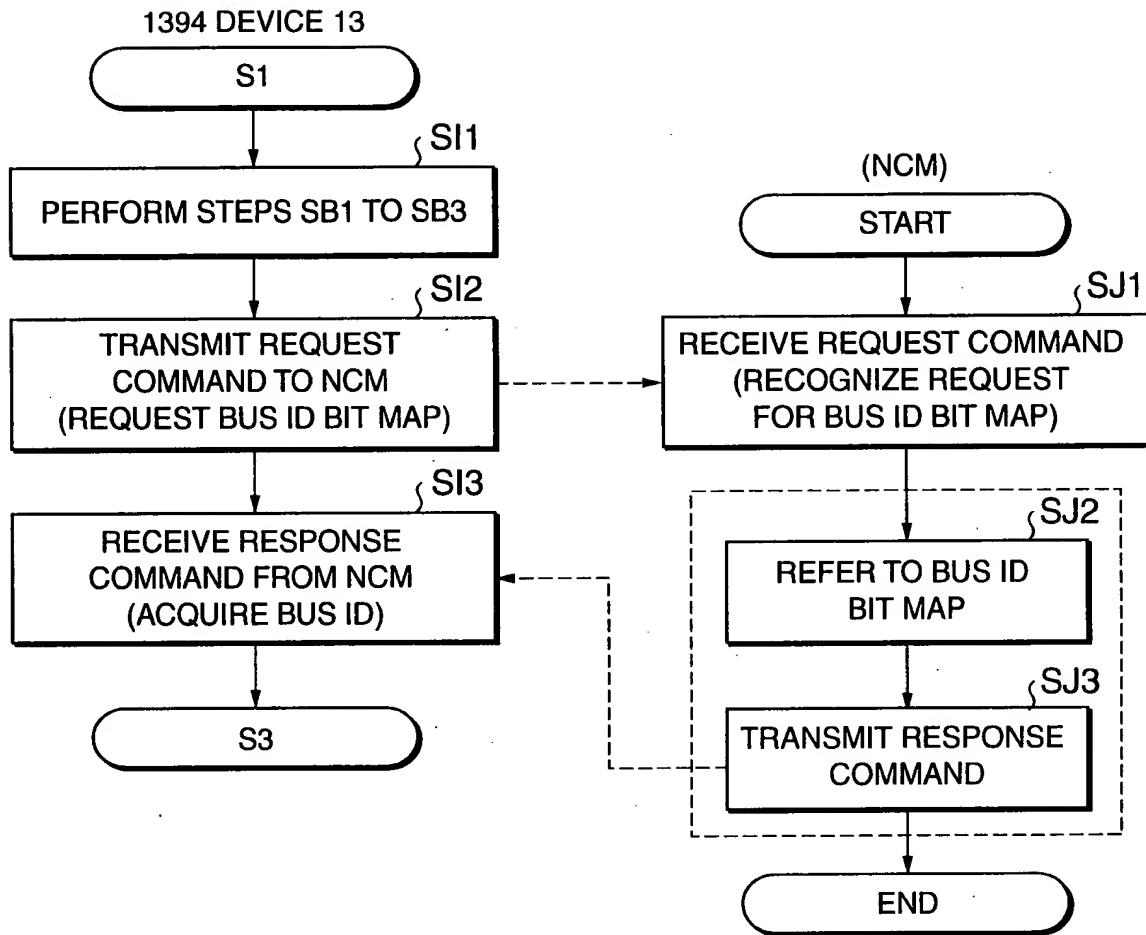 1394 DEVICE 13
S1
SI1
PERFORM STEPS SB1 TO SB3
SI2
TRANSMIT REQUEST
COMMAND TO NCM
(REQUEST BUS ID BIT MAP)
SI3
RECEIVE RESPONSE
COMMAND FROM NCM
(ACQUIRE BUS ID)
S3
(NCM)
START
SJ1
RECEIVE REQUEST COMMAND
(RECOGNIZE REQUEST
FOR BUS ID BIT MAP)
SJ2
REFER TO BUS ID
BIT MAP
SJ3
TRANSMIT RESPONSE
COMMAND
END